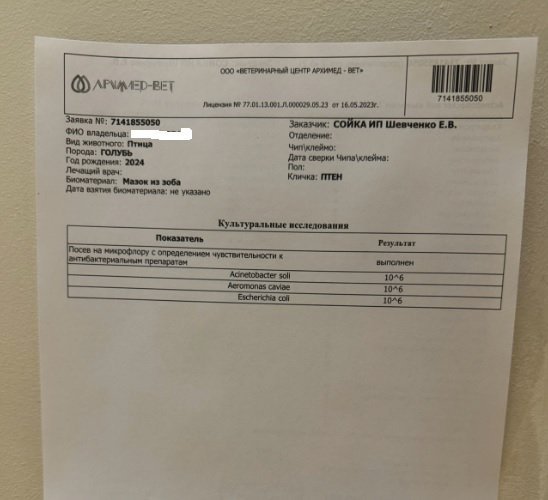 ООО «ВЕТЕРИНАРНЫЙ ЦЕНТР АРХИМЕД - ВЕТ»
АРХИМЕД-ВЕТ
Лицензия № 77.01.13.001.Л.000029.05.23 от 16.05.2023г.
7141855050
Заявка №: 7141855050
Заказчик: СОЙКА ИП Шевченко Е.В.
ФИО владельца:
Отделение:
Вид животного: Птица
Чип\клеймо:
Порода: ГОЛУБЬ
Дата сверки Чипа\клейма:
Год рождения: 2024
Пол:
Лечащий врач:
Кличка: ПТЕН
Биоматериал: Мазок из зоба
Дата взятия биоматериала: не указано
Культуральные исследования
Показатель Результат
Посев на микрофлору с определением чувствительности к
антибактериальным препаратам выполнен
Acinetobacter soli 10^6
Aeromonas caviae 10^6
Escherichia coli 10^6